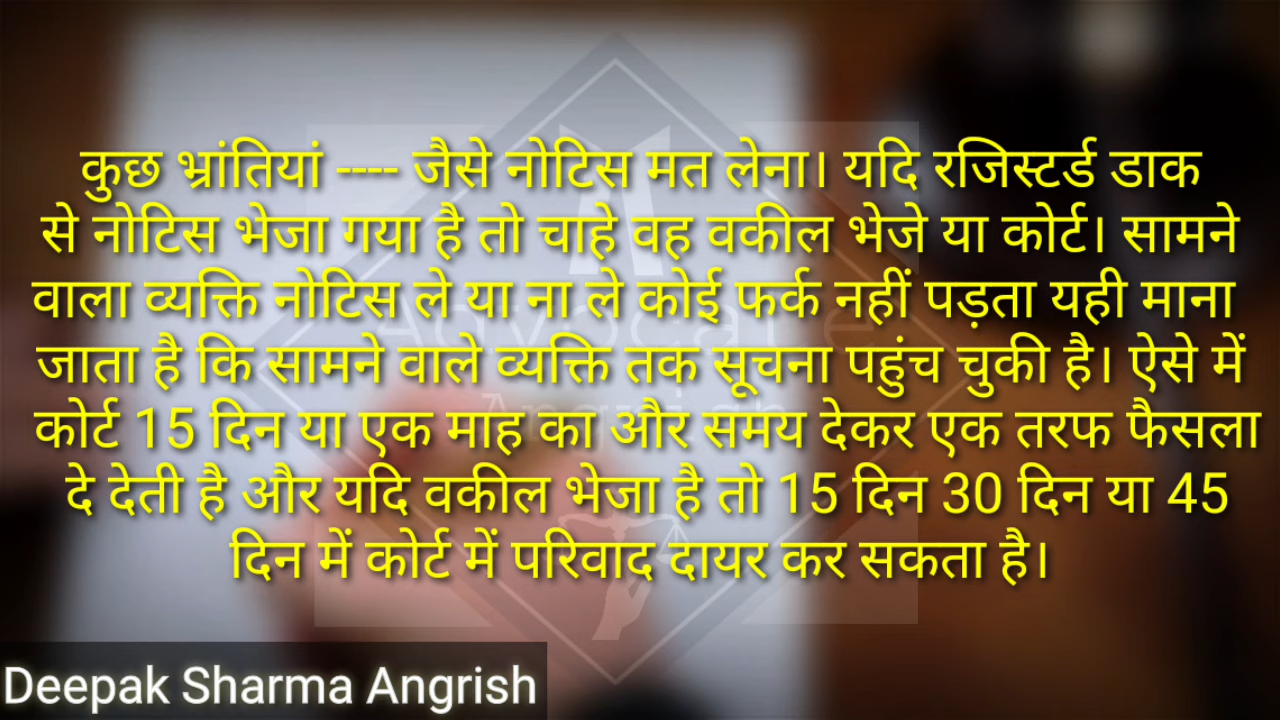 कुछ भ्रांतियां ---- जैसे नोटिस मत लेना। यदि रजिस्टर्ड डाक
से नोटिस भेजा गया है तो चाहे वह वकील भेजे या कोर्ट। सामने
वाला व्यक्ति नोटिस ले या ना ले कोई फर्क नहीं पड़ता यही माना
जाता है कि सामने वाले व्यक्ति तक सूचना पहुंच चुकी है। ऐसे में
कोर्ट 15 दिन या एक माह का और समय देकर एक तरफ फैसला
दे देती है और यदि वकील भेजा है तो 15 दिन 30 दिन या 45
दिन में कोर्ट में परिवाद दायर कर सकता है।
Advocate
Angrish
Deepak Sharma Angrish